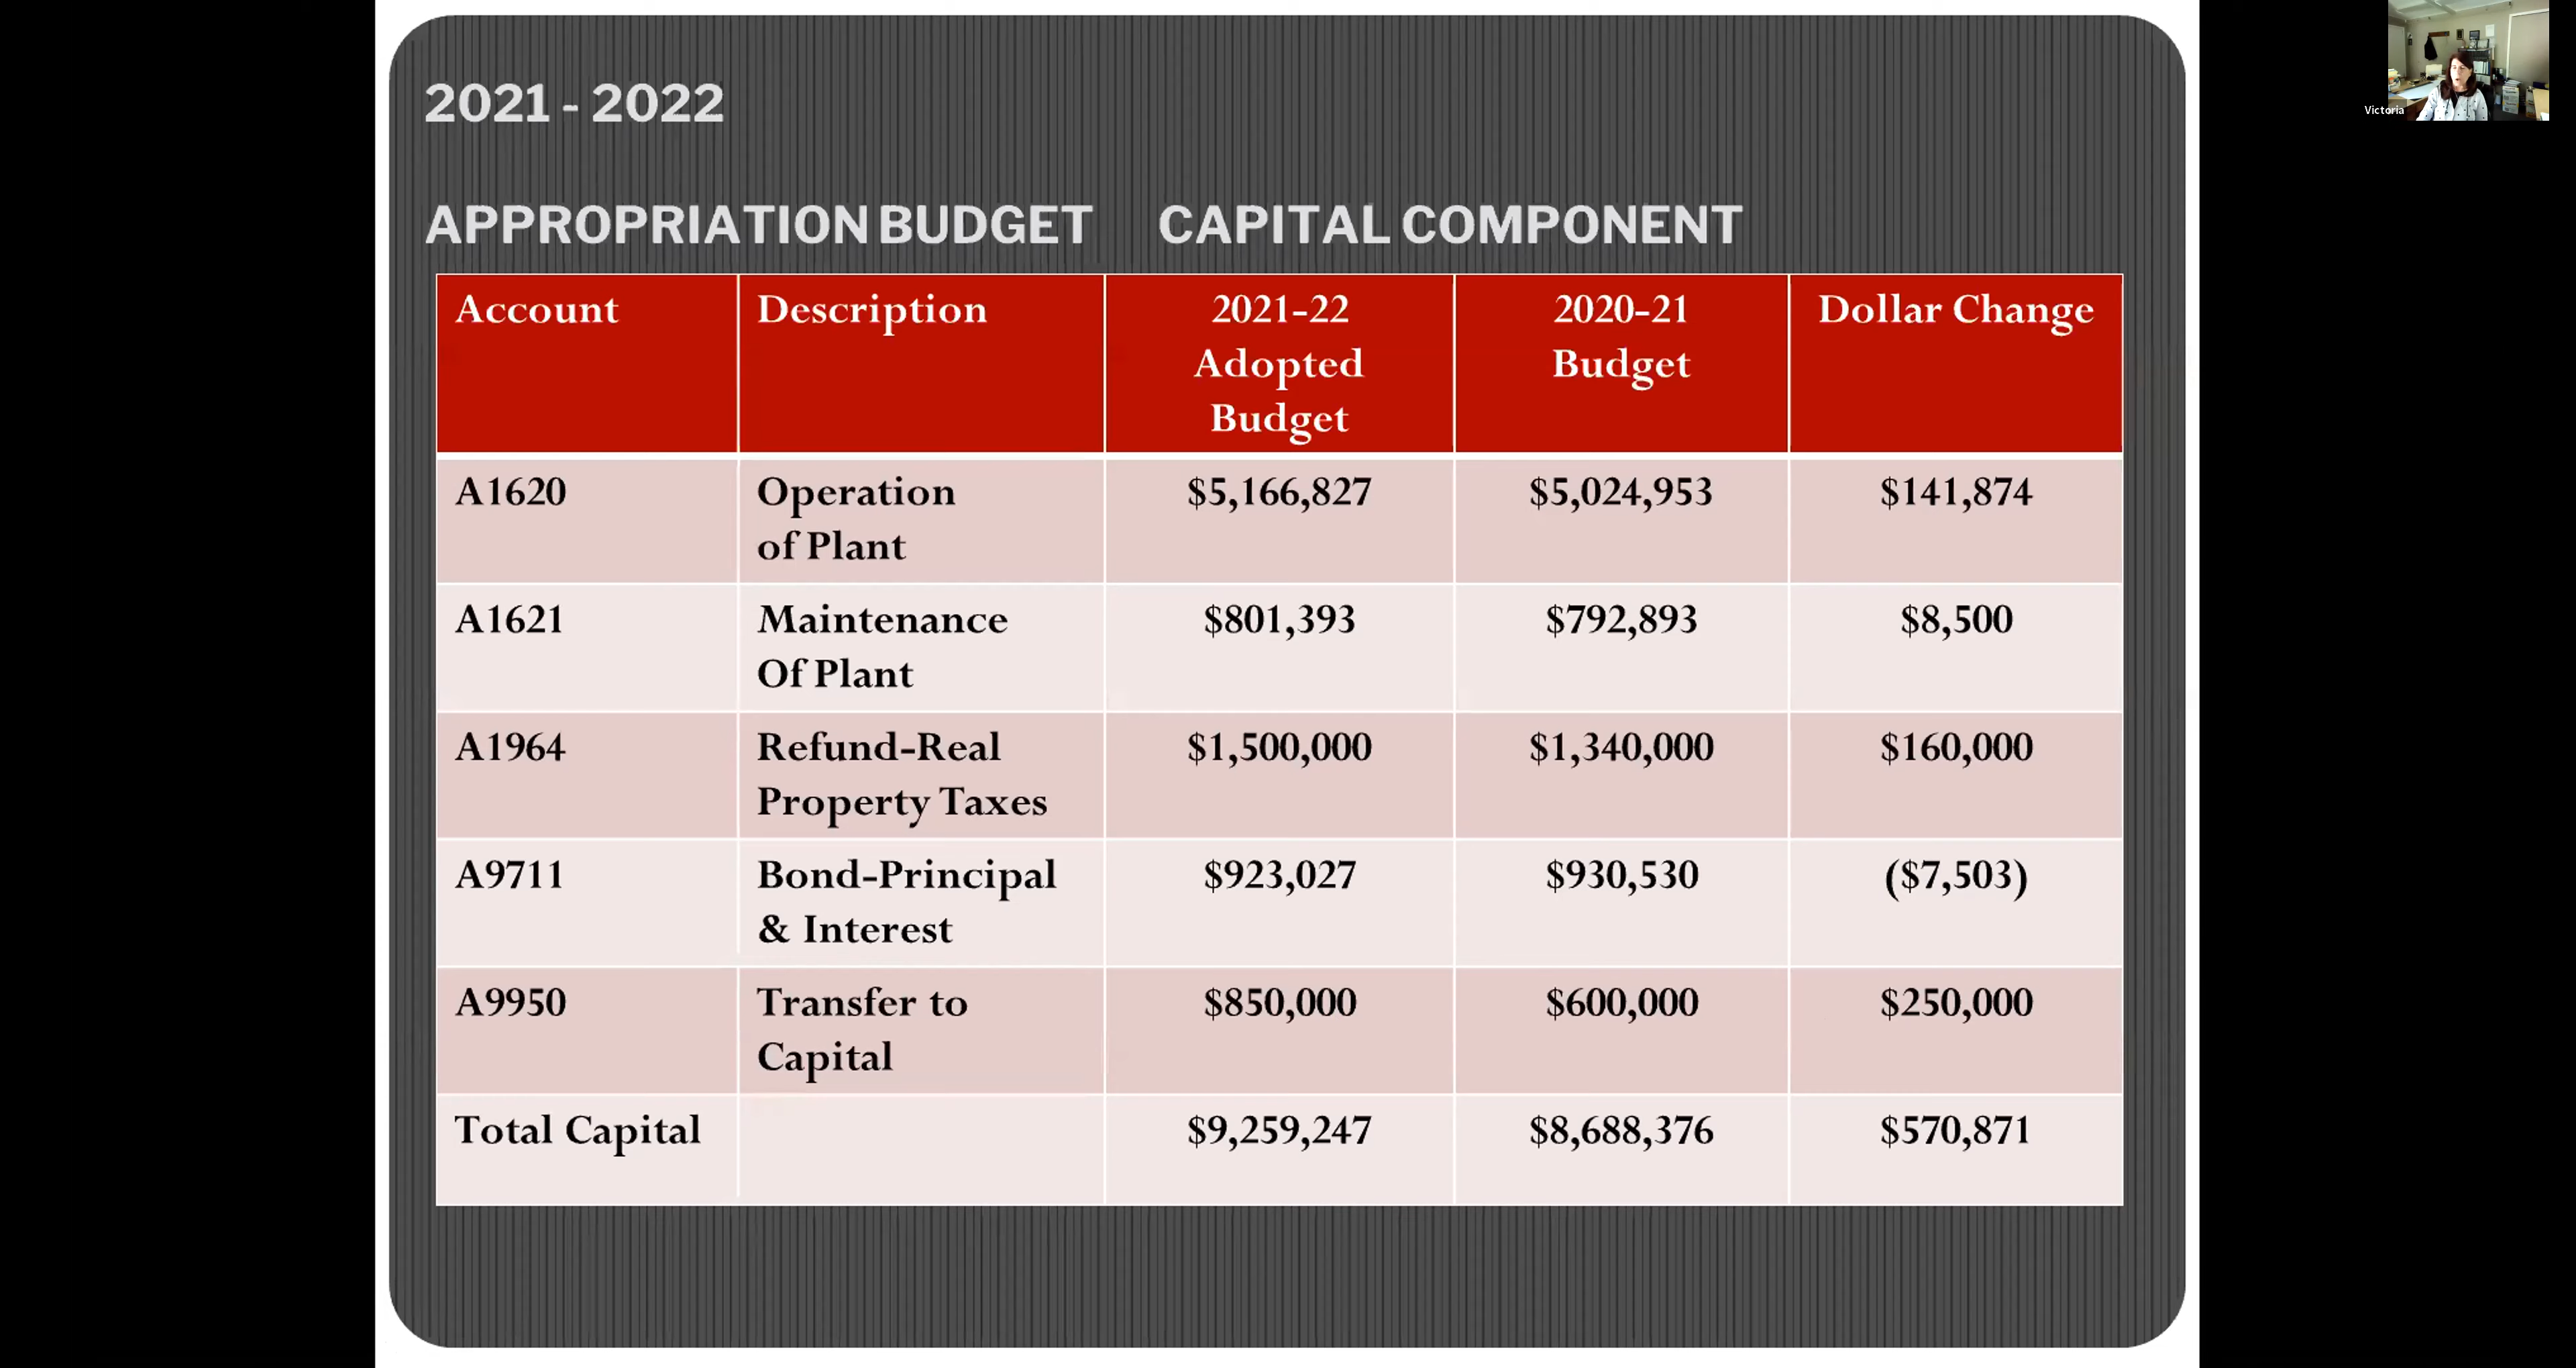 2021 - 2022
APPROPRIATION BUDGET CAPITAL COMPONENT
Account Description 2021-22 Adopted Budget 2020-21 Budget Dollar Change
A1620 Operation of Plant $5,166,827 $5,024,953 $141,874
A1621 Maintenance Of Plant $801,393 $792,893 $8,500
A1964 Refund-Real Property Taxes $1,500,000 $1,340,000 $160,000
A9711 Bond-Principal & Interest $923,027 $930,530 ($7,503)
A9950 Transfer to Capital $850,000 $600,000 $250,000
Total Capital $9,259,247 $8,688,376 $570,871
Victoria